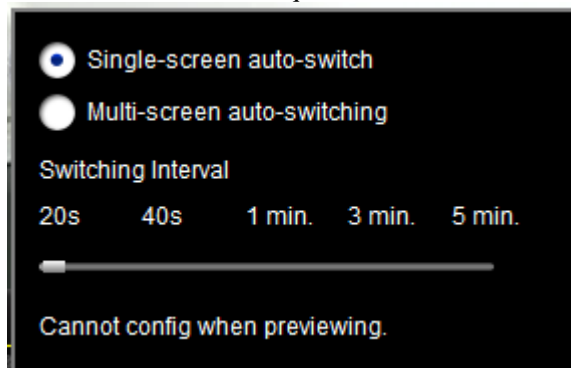 Single-screen auto-switch
Multi-screen auto-switching
Switching Interval
20s 40s 1 min. 3 min. 5 min.
Cannot config when previewing.